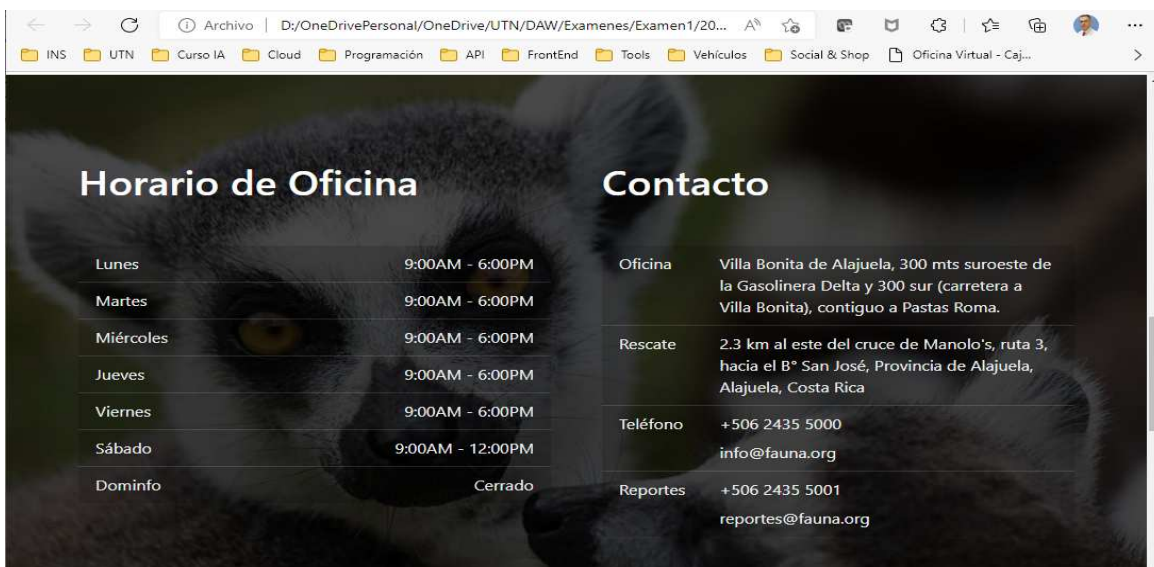 Archivo | D:/OneDrivePersonal/OneDrive/UTN/DAW/Examenes/Examen1/20...
INS UTN Curso IA Cloud Programación API FrontEnd Tools Vehículos Social & Shop Oficina Virtual - Caj...
Horario de Oficina
Lunes 9:00AM - 6:00PM
Martes 9:00AM - 6:00PM
Miércoles 9:00AM - 6:00PM
Jueves 9:00AM - 6:00PM
Viernes 9:00AM - 6:00PM
Sábado 9:00AM - 12:00PM
Dominfo Cerrado
Contacto
Oficina Villa Bonita de Alajuela, 300 mts suroeste de
la Gasolinera Delta y 300 sur (carretera a
Villa Bonita), contiguo a Pastas Roma.
Rescate 2.3 km al este del cruce de Manolo's, ruta 3,
hacia el B° San José, Provincia de Alajuela,
Alajuela, Costa Rica
Teléfono +506 2435 5000
info@fauna.org
Reportes +506 2435 5001
reportes@fauna.org